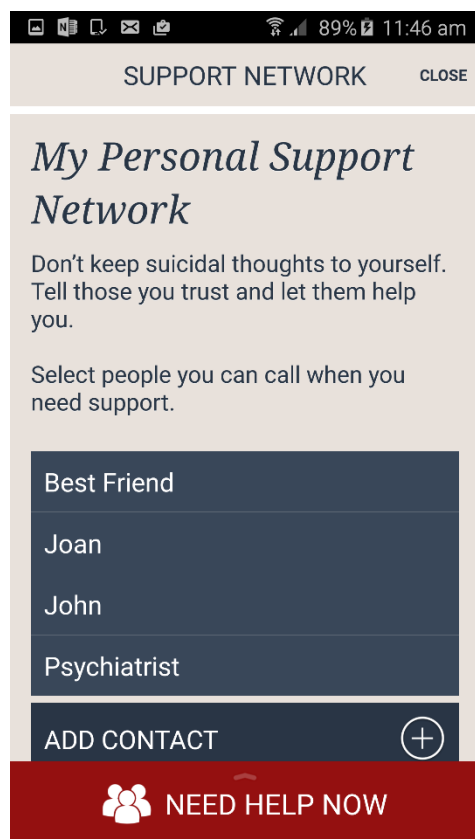 89% 11:46 am
SUPPORT NETWORK CLOSE
My Personal Support
Network
Don’t keep suicidal thoughts to yourself.
Tell those you trust and let them help
you.
Select people you can call when you
need support.
Best Friend
Joan
John
Psychiatrist
ADD CONTACT
NEED HELP NOW